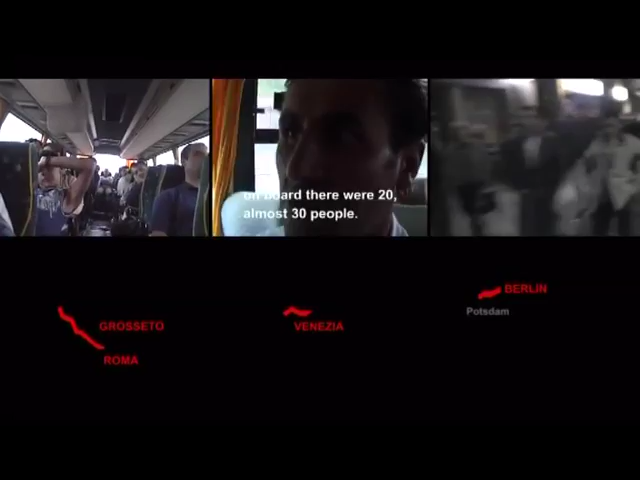 on board there were 20,
almost 30 people.
BERLIN
Potsdam
GROSSETO
VENEZIA
ROMA